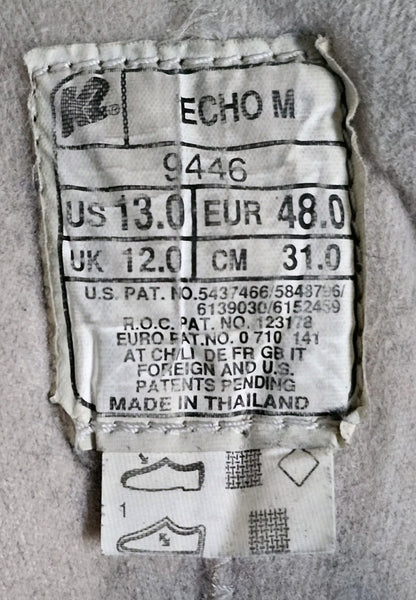 K2® ECHO M
9446
US 13.0 EUR 48.0
UK 12.0 CM 31.0
U.S. PAT. NO.5437466/5848796/
6139030/6152459
R.O.C. PAT. NO. 123178
EURO PAT.NO. 0 710 141
AT CH/LI DE FR GB IT
FOREIGN AND U.S.
PATENTS PENDING
MADE IN THAILAND
1